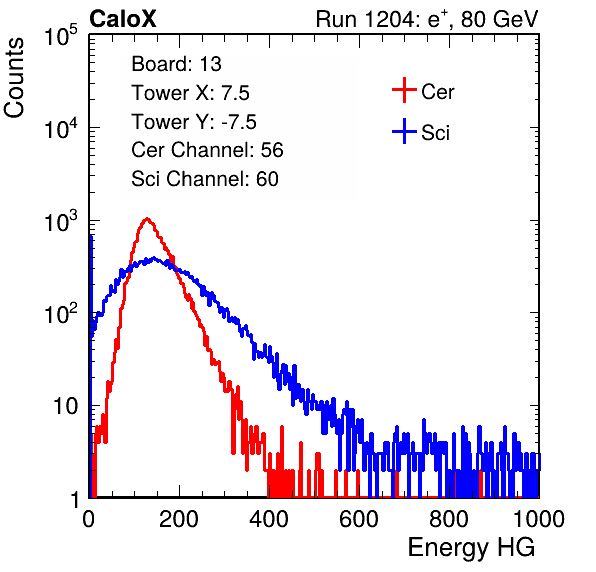 CaloX Run 1204: e⁺, 80 GeV
Counts
10⁵
10⁴
10³
10²
10
1
Board: 13
Tower X: 7.5
Tower Y: -7.5
Cer Channel: 56
Sci Channel: 60
Cer
Sci
0 200 400 600 800 1000
Energy HG